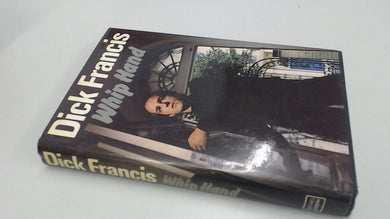 Dick Francis
Whip Hand
Dick Francis Whip Hand